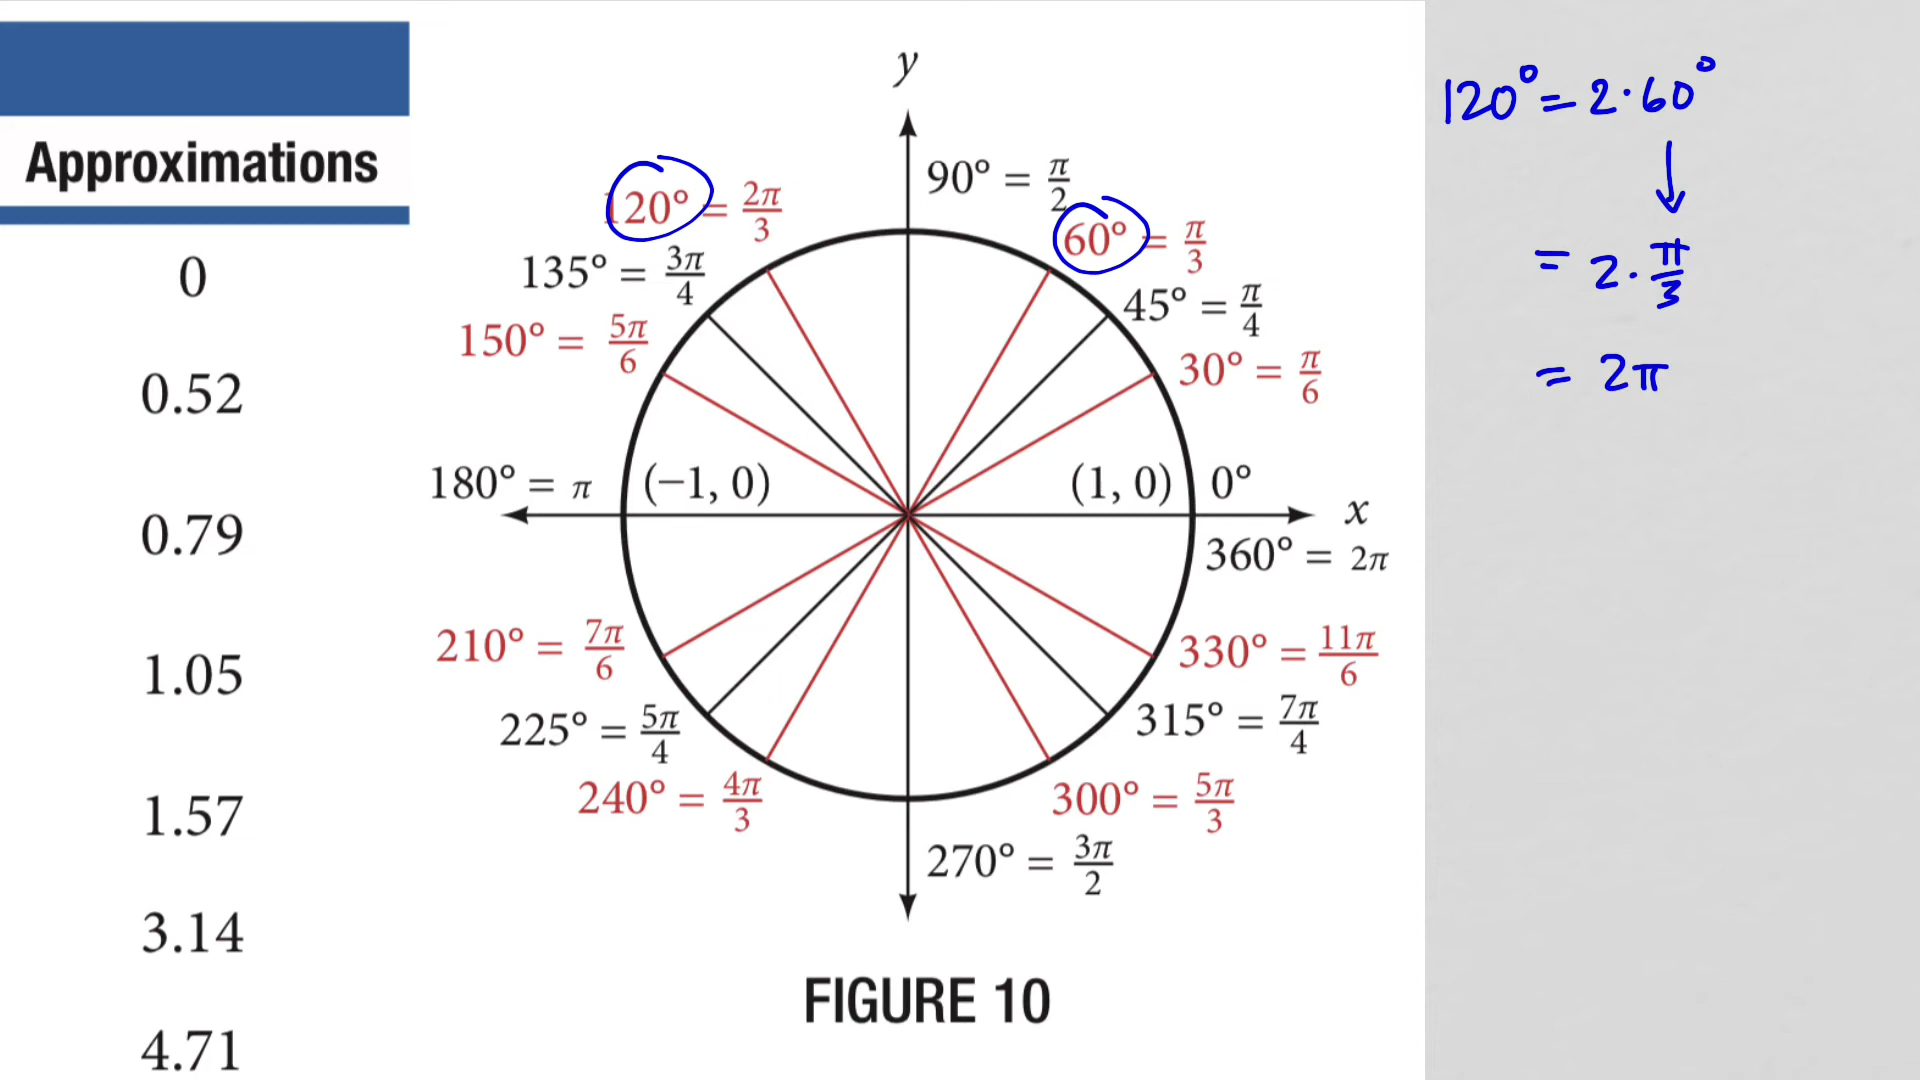 Approximations
0
0.52
0.79
1.05
1.57
3.14
4.71
y
90° = π/2
120° = 2π/3
60° = π/3
135° = 3π/4
45° = π/4
150° = 5π/6
30° = π/6
180° = π
(−1, 0)
(1, 0)
0°
x
360° = 2π
210° = 7π/6
330° = 11π/6
225° = 5π/4
315° = 7π/4
240° = 4π/3
300° = 5π/3
270° = 3π/2
FIGURE 10
120° = 2·60°
= 2·π/3
= 2π